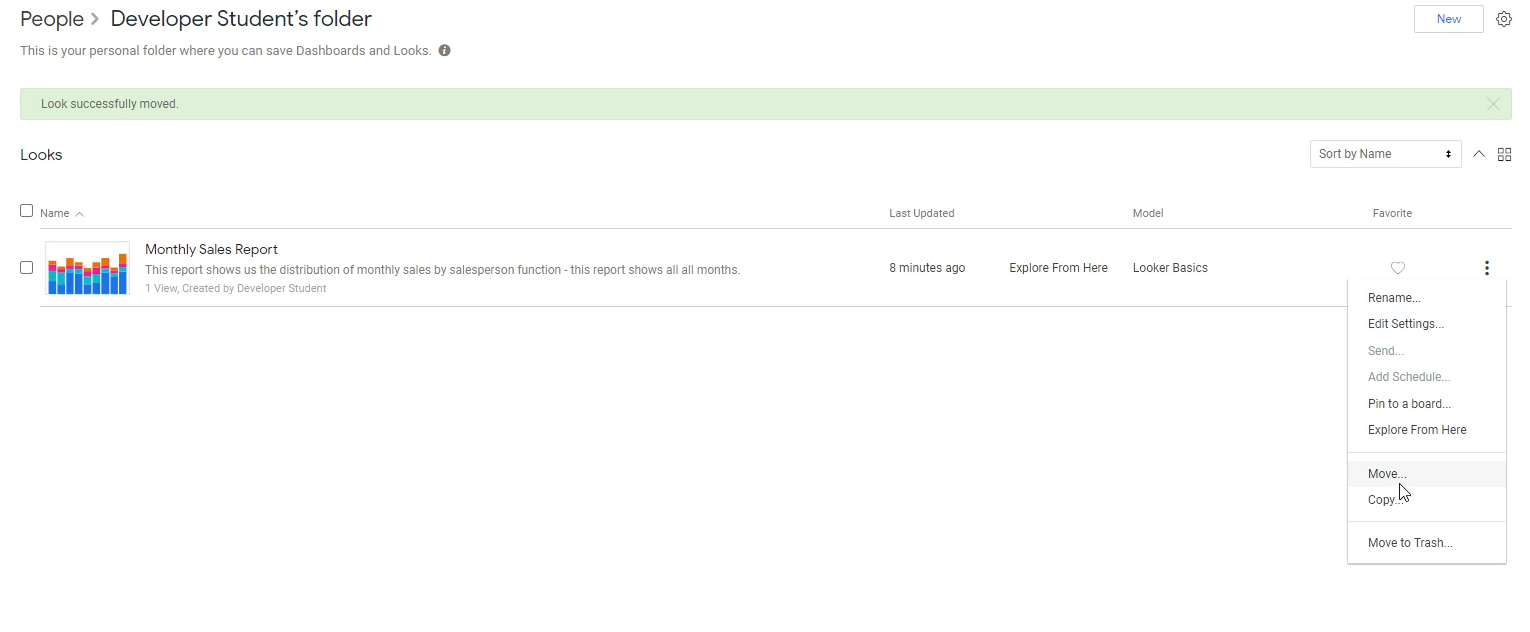 People > Developer Student's folder
New
This is your personal folder where you can save Dashboards and Looks.
Look successfully moved.
Looks
Sort by Name
Name
Last Updated
Model
Favorite
Monthly Sales Report
This report shows us the distribution of monthly sales by salesperson function - this report shows all all months.
1 View, Created by Developer Student
8 minutes ago
Explore From Here
Looker Basics
Rename...
Edit Settings...
Send...
Add Schedule...
Pin to a board...
Explore From Here
Move...
Copy...
Move to Trash...